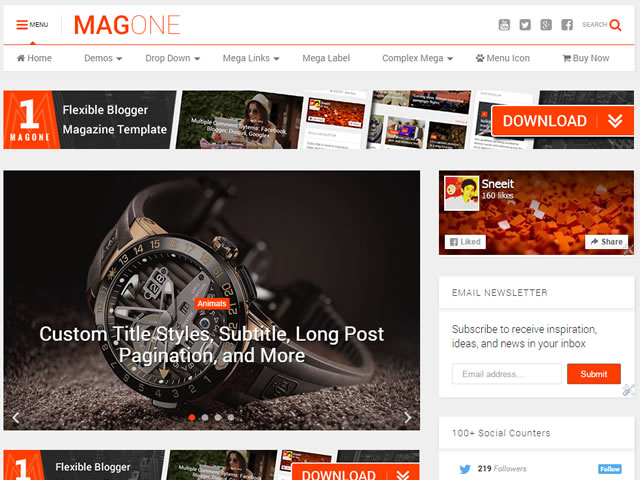 MENU
MAGONE
SEARCH
Home
Demos
Drop Down
Mega Links
Mega Label
Complex Mega
Menu Icon
Buy Now
1
MAGONE
Flexible Blogger
Magazine Template
Multiple Comment Sytems: Facebook,
Blogger, Disqus, Google+
DOWNLOAD
Animals
Custom Title Styles, Subtitle, Long Post
Pagination, and More
Sneeit
160 likes
Liked
Share
EMAIL NEWSLETTER
Subscribe to receive inspiration,
ideas, and news in your inbox
Email address...
Submit
100+ Social Counters
219 Followers
Follow
1
Flexible Blogger
DOWNLOAD